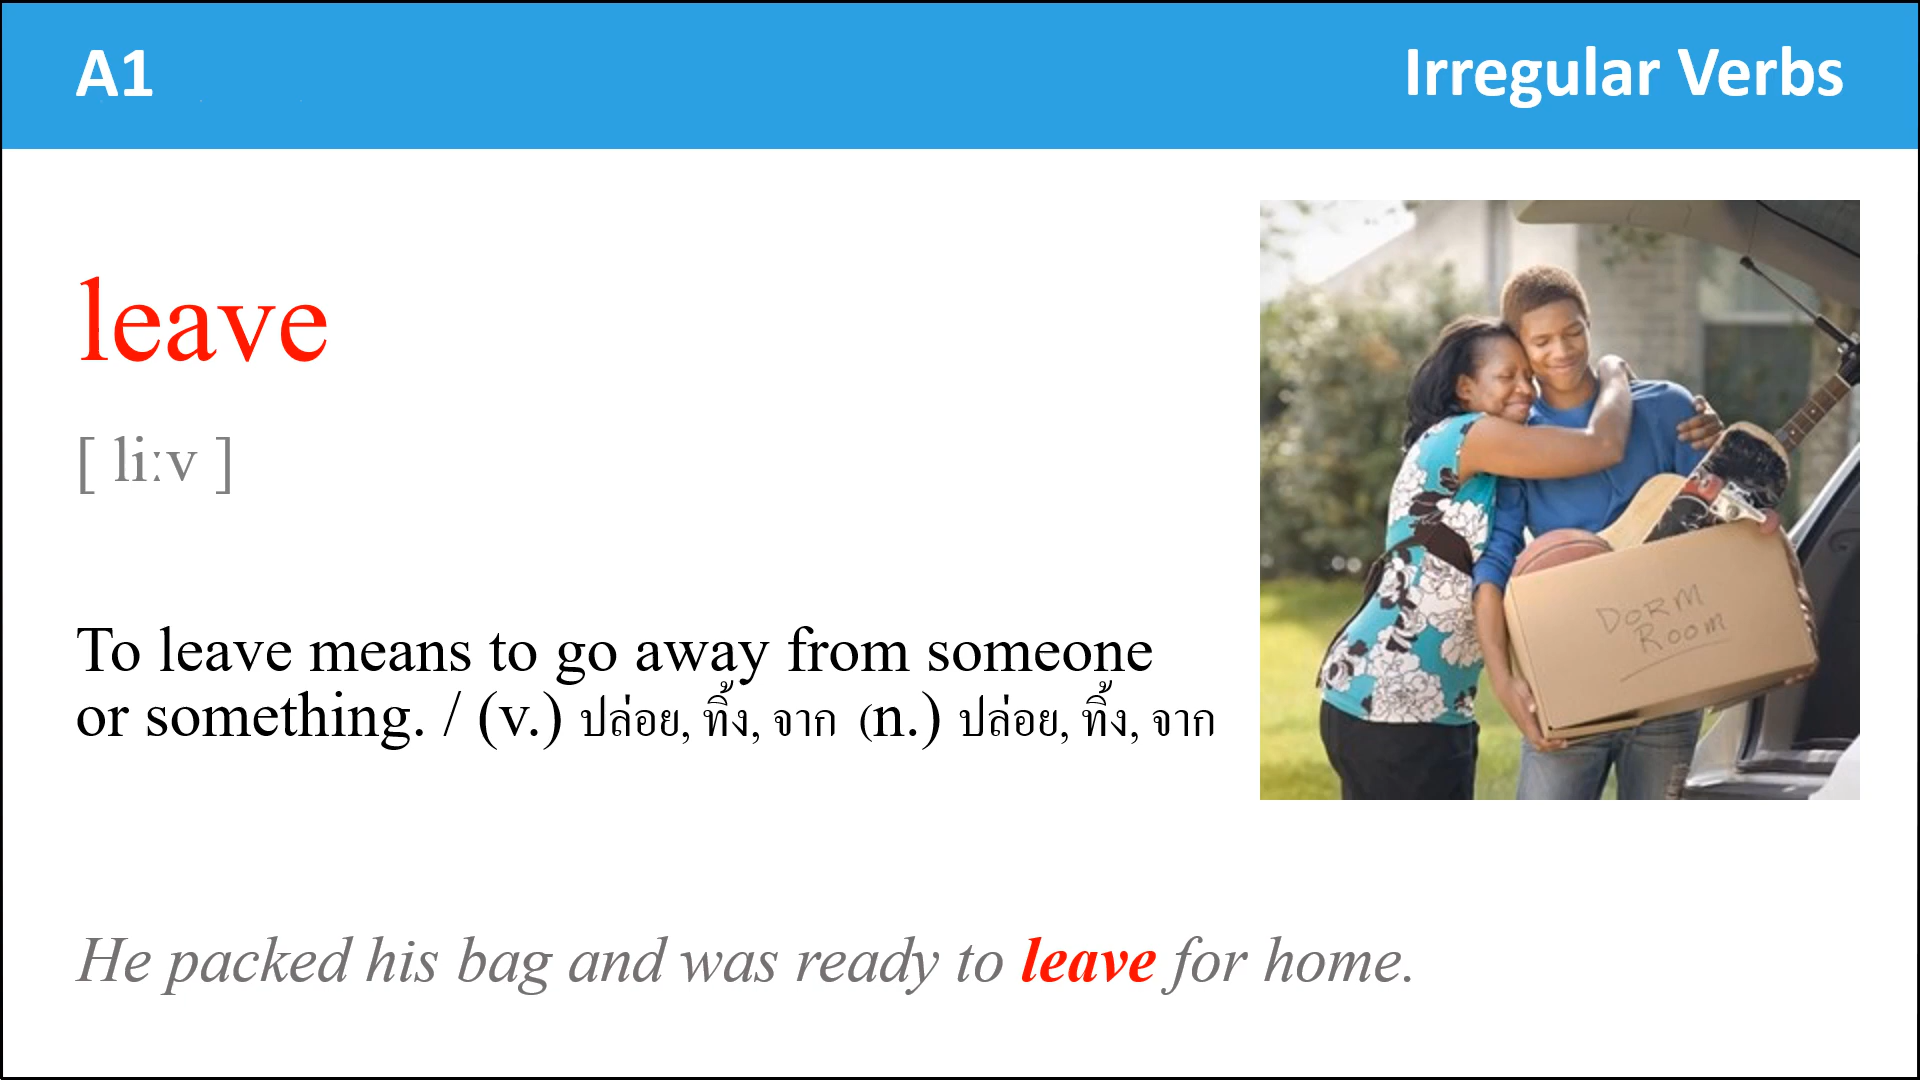 A1
Irregular Verbs
leave
[ liːv ]
To leave means to go away from someone
or something. / (v.) ปล่อย, ทิ้ง, จาก (n.) ปล่อย, ทิ้ง, จาก
DORM
ROOM
He packed his bag and was ready to leave for home.